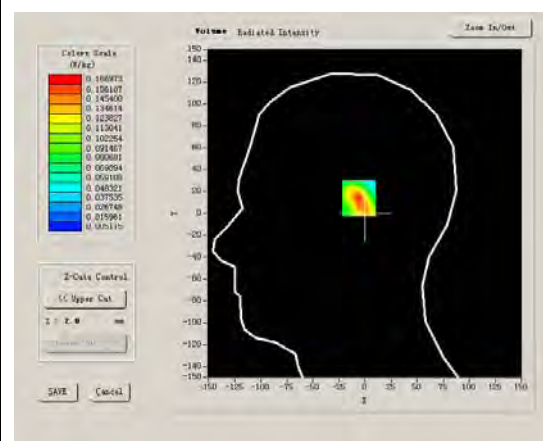 Volume Radiated Intensity
Zoom In/Out
Colors Scale
(W/kg)
0.156187
0.145400
0.134614
0.123827
0.113041
0.102254
0.091467
0.080681
0.069894
0.059108
0.048321
0.037535
0.026748
0.015961
150
140
120
100
80
60
40
20
0
-20
-40
-60
-80
-100
-120
-140
-150
Y
-150 -125 -100 -75 -50 -25 0 25 50 75 100 125 150
X
Z-Cuts Control
<< Upper Cut
Z : 2.0 mm
SAVE
Cancel